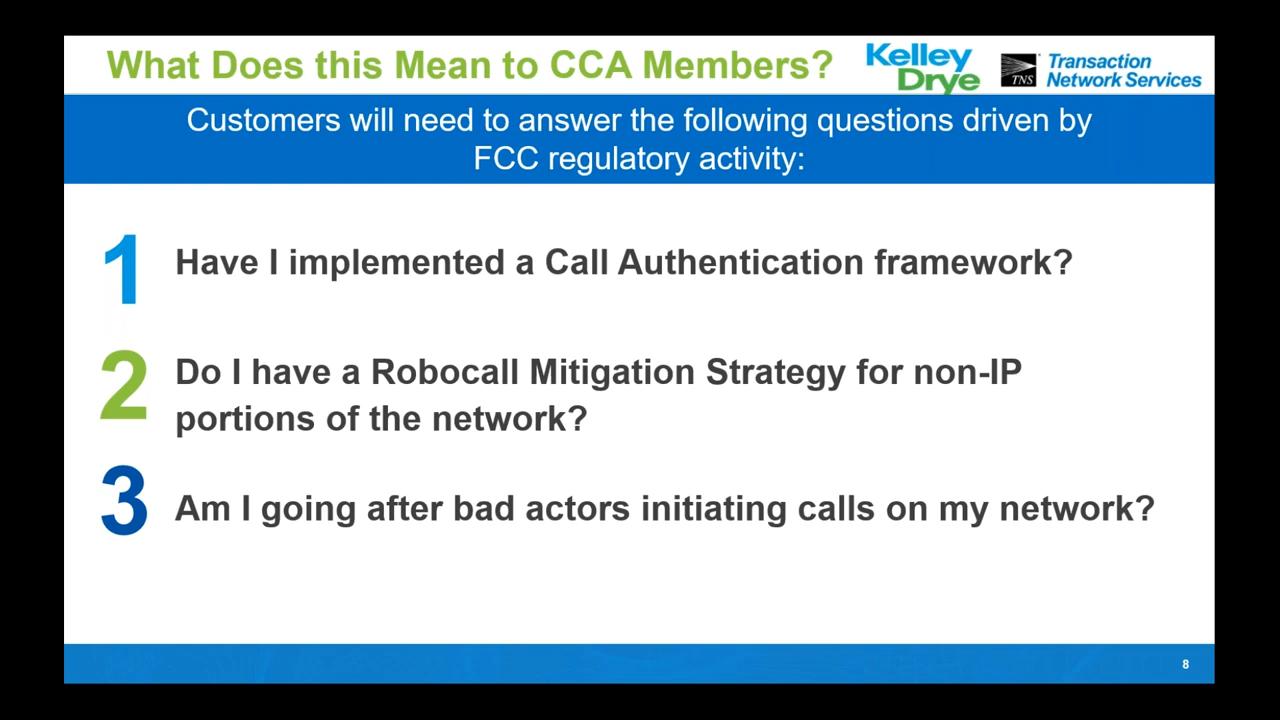 What Does this Mean to CCA Members?
Kelley
Drye
TNS
Transaction
Network Services
Customers will need to answer the following questions driven by
FCC regulatory activity:
1
Have I implemented a Call Authentication framework?
2
Do I have a Robocall Mitigation Strategy for non-IP
portions of the network?
3
Am I going after bad actors initiating calls on my network?
8